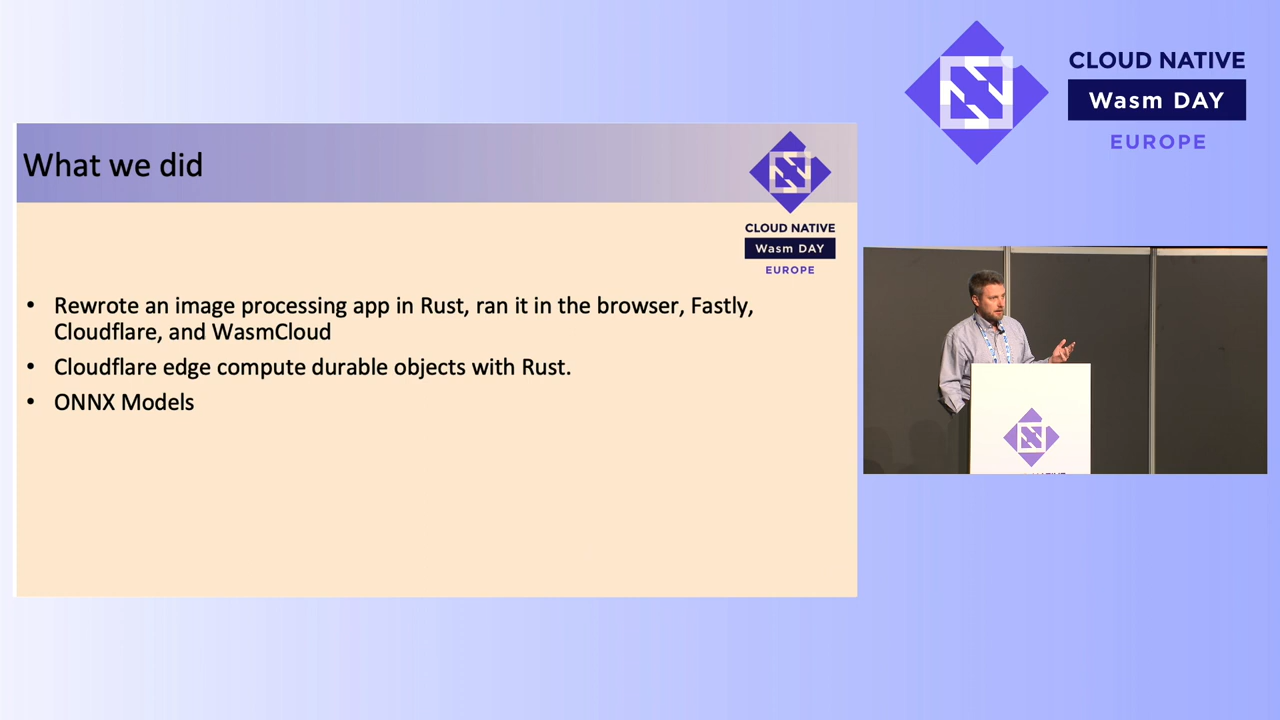 CLOUD NATIVE
Wasm DAY
EUROPE
What we did
CLOUD NATIVE
Wasm DAY
EUROPE
• Rewrote an image processing app in Rust, ran it in the browser, Fastly,
Cloudflare, and WasmCloud
• Cloudflare edge compute durable objects with Rust.
• ONNX Models